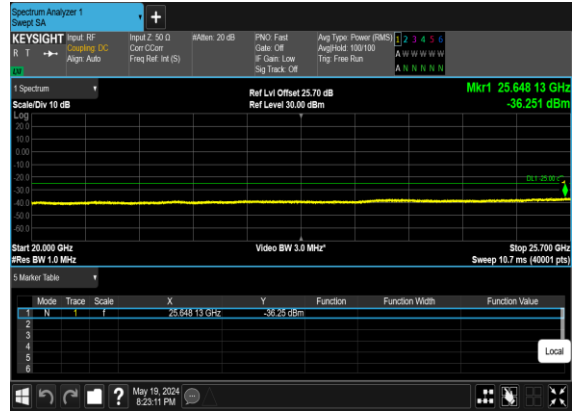 Spectrum Analyzer 1
Swept SA
+
KEYSIGHT Input: RF Input Z: 50 Ω #Atten: 20 dB PNO: Fast Avg Type: Power (RMS) 1 2 3 4 5 6
R T Coupling: DC Corr CCorr Gate: Off Avg|Hold: 100/100 A W W W W W
Align: Auto Freq Ref: Int (S) IF Gain: Low Trig: Free Run
Sig Track: Off A N N N N N
1 Spectrum Ref Lvl Offset 25.70 dB Mkr1 25.648 13 GHz
Scale/Div 10 dB Ref Level 30.00 dBm -36.251 dBm
Log
20.0
10.0
0.00
-10.0
-20.0
-30.0
-40.0
-50.0
-60.0
1
Start 20.000 GHz Video BW 3.0 MHz* Stop 25.700 GHz
#Res BW 1.0 MHz Sweep 10.7 ms (40001 pts)
5 Marker Table
Mode Trace Scale X Y Function Function Width Function Value
1 N 1 f 25.648 13 GHz -36.25 dBm
2
3
4
5
6
Local
? May 19, 2024
8:23:11 PM